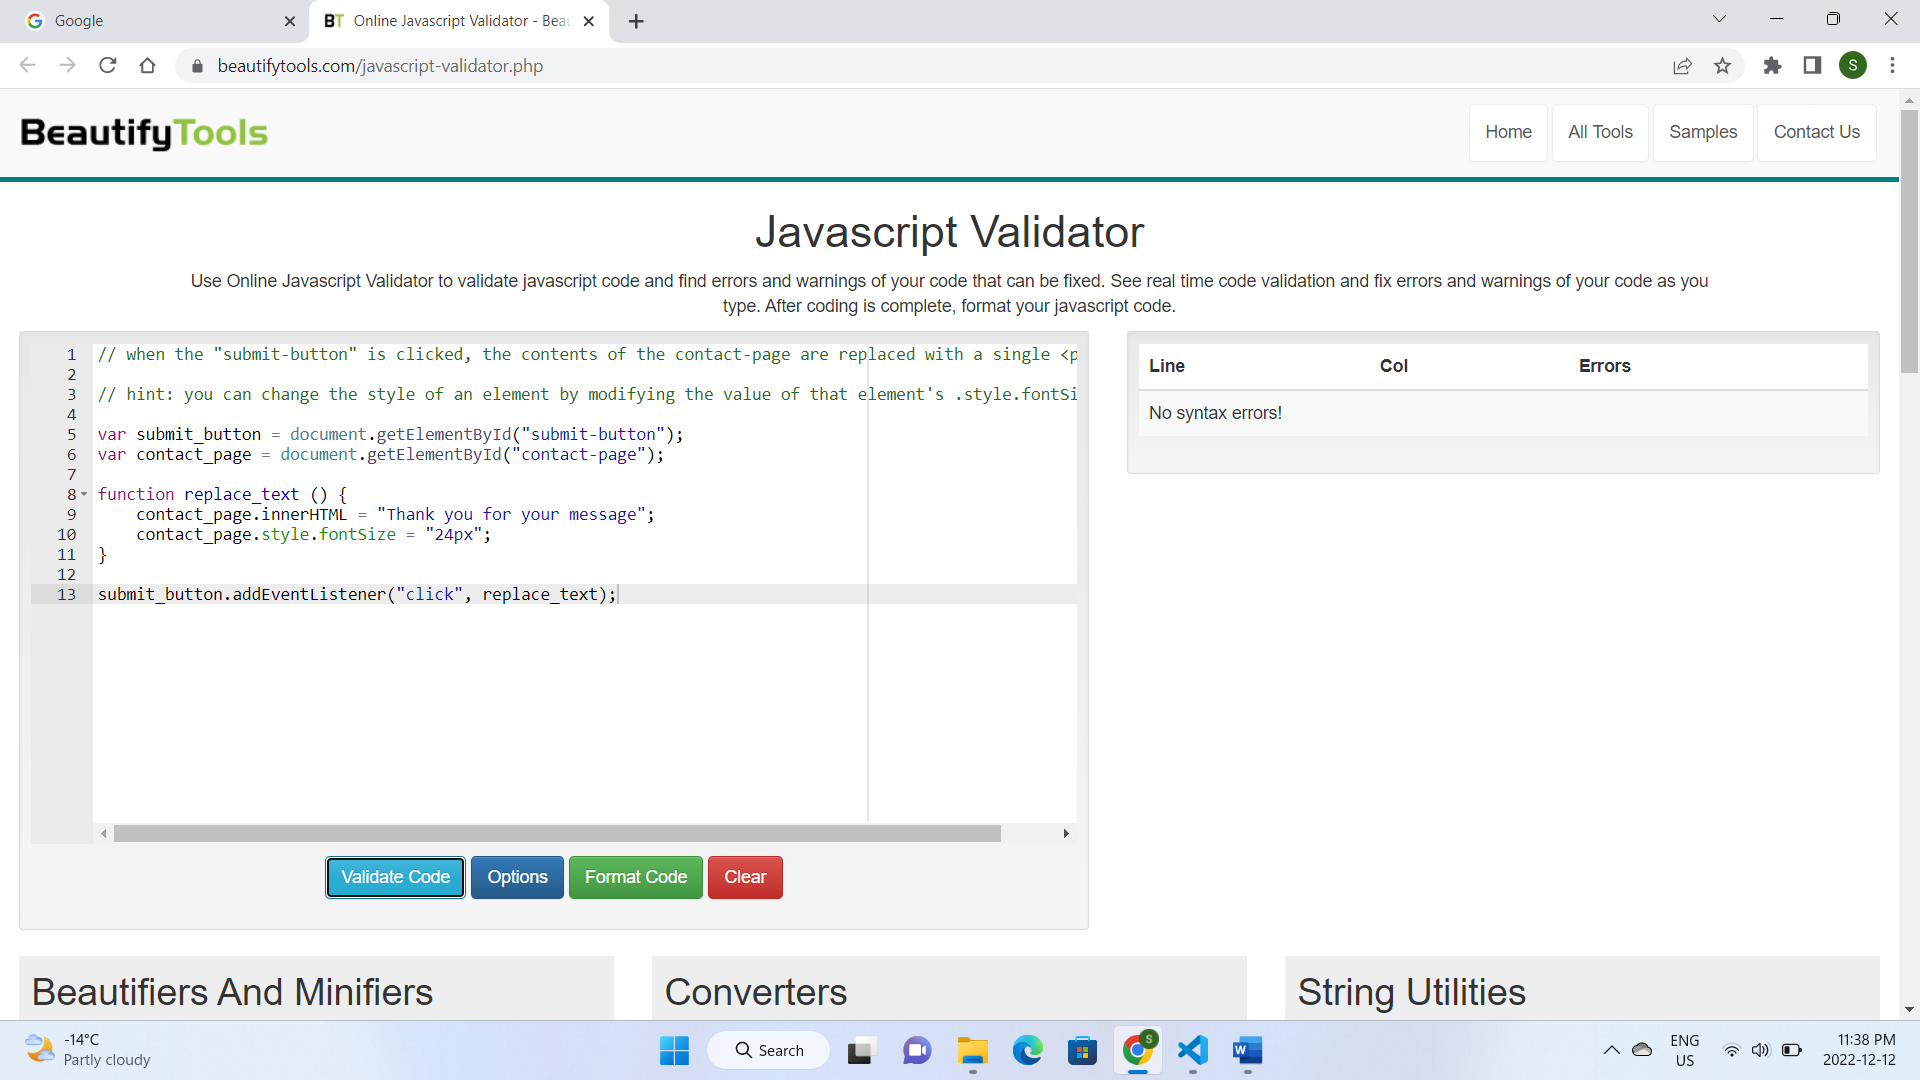 Google
BT Online Javascript Validator - Beau
beautifytools.com/javascript-validator.php
S
BeautifyTools
Home
All Tools
Samples
Contact Us
Javascript Validator
Use Online Javascript Validator to validate javascript code and find errors and warnings of your code that can be fixed. See real time code validation and fix errors and warnings of your code as you
type. After coding is complete, format your javascript code.
1 // when the "submit-button" is clicked, the contents of the contact-page are replaced with a single <p
2
3 // hint: you can change the style of an element by modifying the value of that element's .style.fontSi
4
5 var submit_button = document.getElementById("submit-button");
6 var contact_page = document.getElementById("contact-page");
7
8 function replace_text () {
9 contact_page.innerHTML = "Thank you for your message";
10 contact_page.style.fontSize = "24px";
11 }
12
13 submit_button.addEventListener("click", replace_text);
Line Col Errors
No syntax errors!
Validate Code
Options
Format Code
Clear
Beautifiers And Minifiers
Converters
String Utilities
-14°C
Partly cloudy
Search
S
W
ENG
US
11:38 PM
2022-12-12